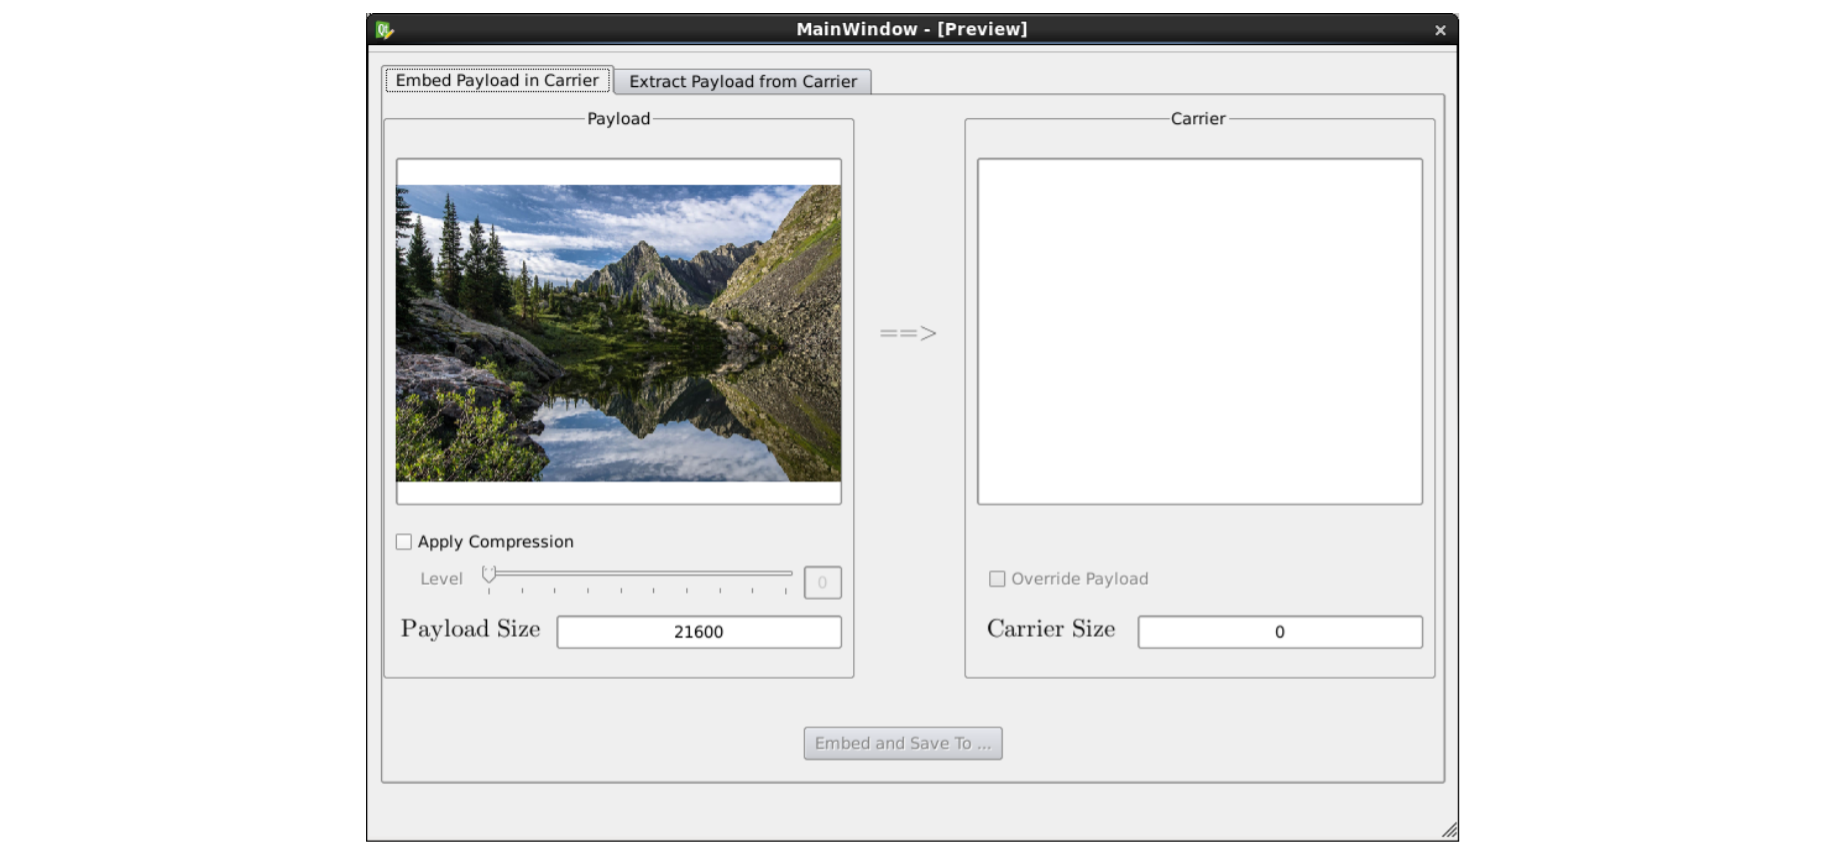 MainWindow - [Preview]
Embed Payload in Carrier
Extract Payload from Carrier
Payload
Carrier
==>
Apply Compression
Level
0
Payload Size
21600
Override Payload
Carrier Size
0
Embed and Save To ...